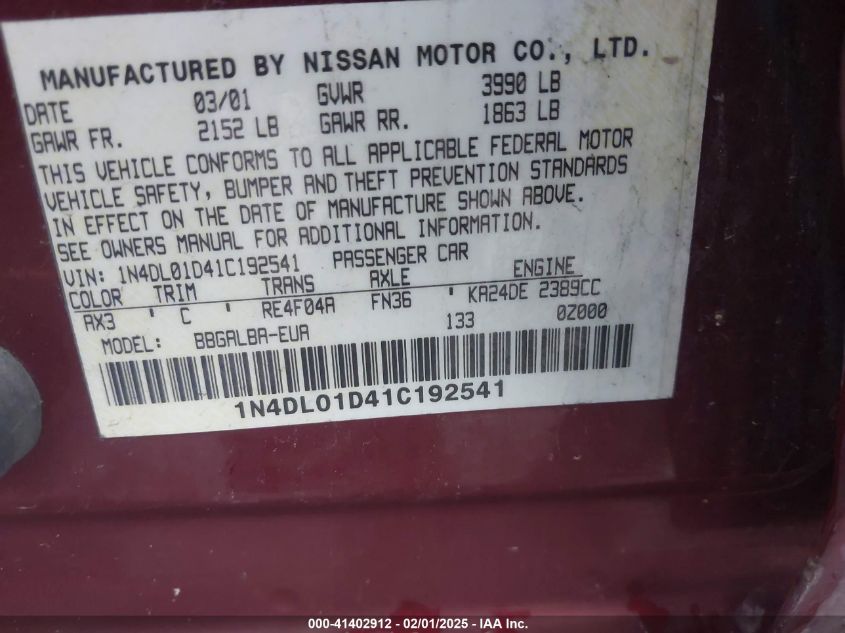 MANUFACTURED BY NISSAN MOTOR CO., LTD.
DATE 03/01 GVWR 3990 LB
GAWR FR. 2152 LB GAWR RR. 1863 LB
THIS VEHICLE CONFORMS TO ALL APPLICABLE FEDERAL MOTOR
VEHICLE SAFETY, BUMPER AND THEFT PREVENTION STANDARDS
IN EFFECT ON THE DATE OF MANUFACTURE SHOWN ABOVE.
SEE OWNERS MANUAL FOR ADDITIONAL INFORMATION.
VIN: 1N4DL01D41C192541 PASSENGER CAR
COLOR TRIM TRANS AXLE ENGINE
AX3 ' C ' RE4F04A FN36 ' KA24DE 2389CC
MODEL: BBGALBA-EUA 133 0Z000
1N4DL01D41C192541
000-41402912 - 02/01/2025 - IAA Inc.